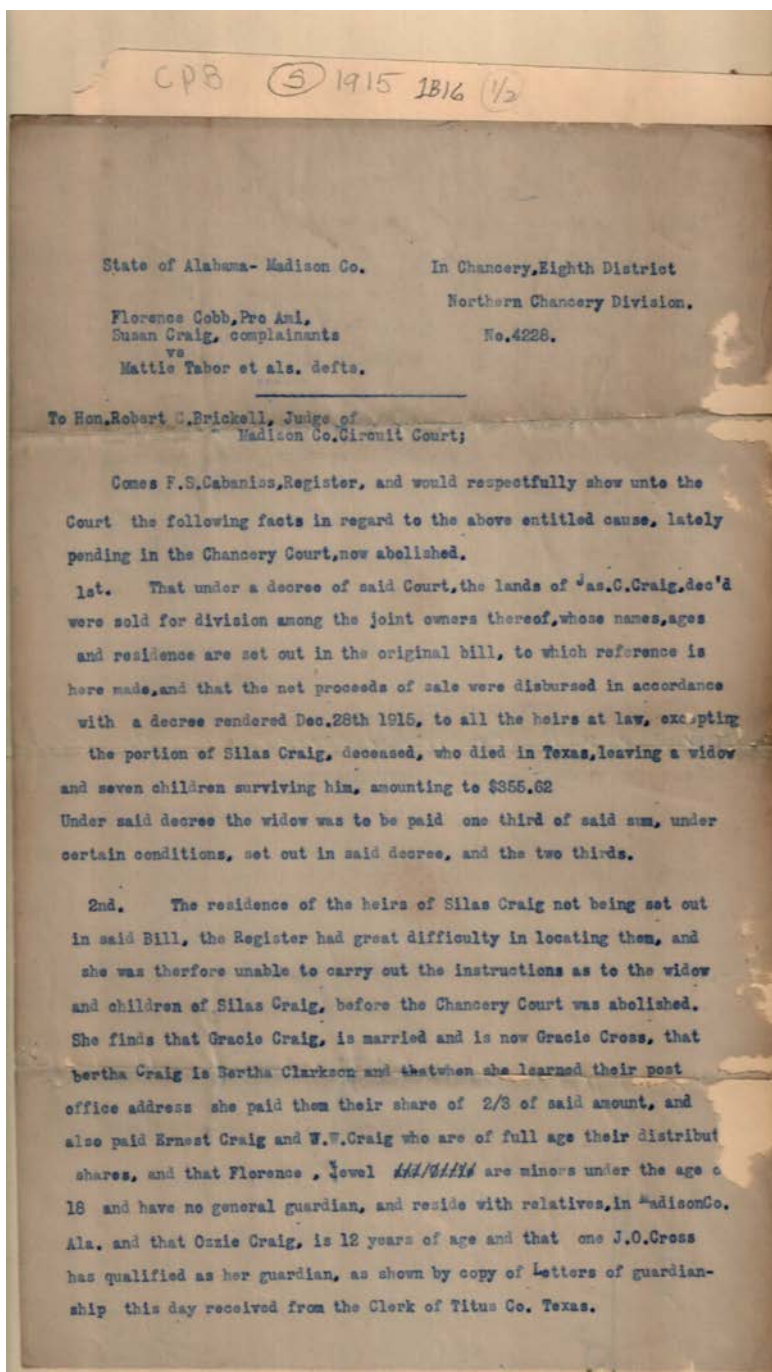 CPB (S) 1915 1B16 (1/2
State of Alabama- Madison Co.
In Chancery,Eighth District
Northern Chancery Division.
No.4228.
Florence Cobb,Pro Ami,
Susan Craig, complainants
vs
Mattie Tabor et als. defts.
To Hon.Robert C.Brickell, Judge of
Madison Co.Circuit Court;
Comes F.S.Cabaniss,Register, and would respectfully show unto the
Court the following facts in regard to the above entitled cause, lately
pending in the Chancery Court,now abolished.
1st. That under a decree of said Court,the lands of Jas.C.Craig,dec'd
were sold for division among the joint owners thereof,whose names,ages
and residence are set out in the original bill, to which reference is
here made,and that the net proceeds of sale were disbursed in accordance
with a decree rendered Dec.28th 1915, to all the heirs at law, excepting
the portion of Silas Craig, deceased, who died in Texas,leaving a widow
and seven children surviving him, amounting to $355.62
Under said decree the widow was to be paid one third of said sum, under
certain conditions, set out in said decree, and the two thirds.
2nd. The residence of the heirs of Silas Craig not being set out
in said Bill, the Register had great difficulty in locating them, and
she was therfore unable to carry out the instructions as to the widow
and children of Silas Craig, before the Chancery Court was abolished.
She finds that Gracie Craig, is married and is now Gracie Cross, that
bertha Craig is Bertha Clarkson and thatwhen she learned their post
office address she paid them their share of 2/3 of said amount, and
also paid Ernest Craig and W.W.Craig who are of full age their distribut
shares, and that Florence , Jewel are minors under the age o
18 and have no general guardian, and reside with relatives,in MadisonCo.
Ala. and that Ozzie Craig, is 12 years of age and that one J.O.Cross
has qualified as her guardian, as shown by copy of Letters of guardian-
ship this day received from the Clerk of Titus Co. Texas.